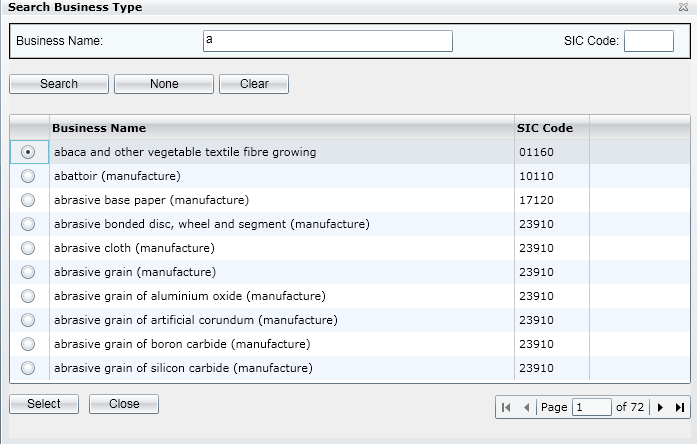 Search Business Type
Business Name: a SIC Code:
Search None Clear
Business Name SIC Code
abaca and other vegetable textile fibre growing 01160
abattoir (manufacture) 10110
abrasive base paper (manufacture) 17120
abrasive bonded disc, wheel and segment (manufacture) 23910
abrasive cloth (manufacture) 23910
abrasive grain (manufacture) 23910
abrasive grain of aluminium oxide (manufacture) 23910
abrasive grain of artificial corundum (manufacture) 23910
abrasive grain of boron carbide (manufacture) 23910
abrasive grain of silicon carbide (manufacture) 23910
Select Close Page 1 of 72